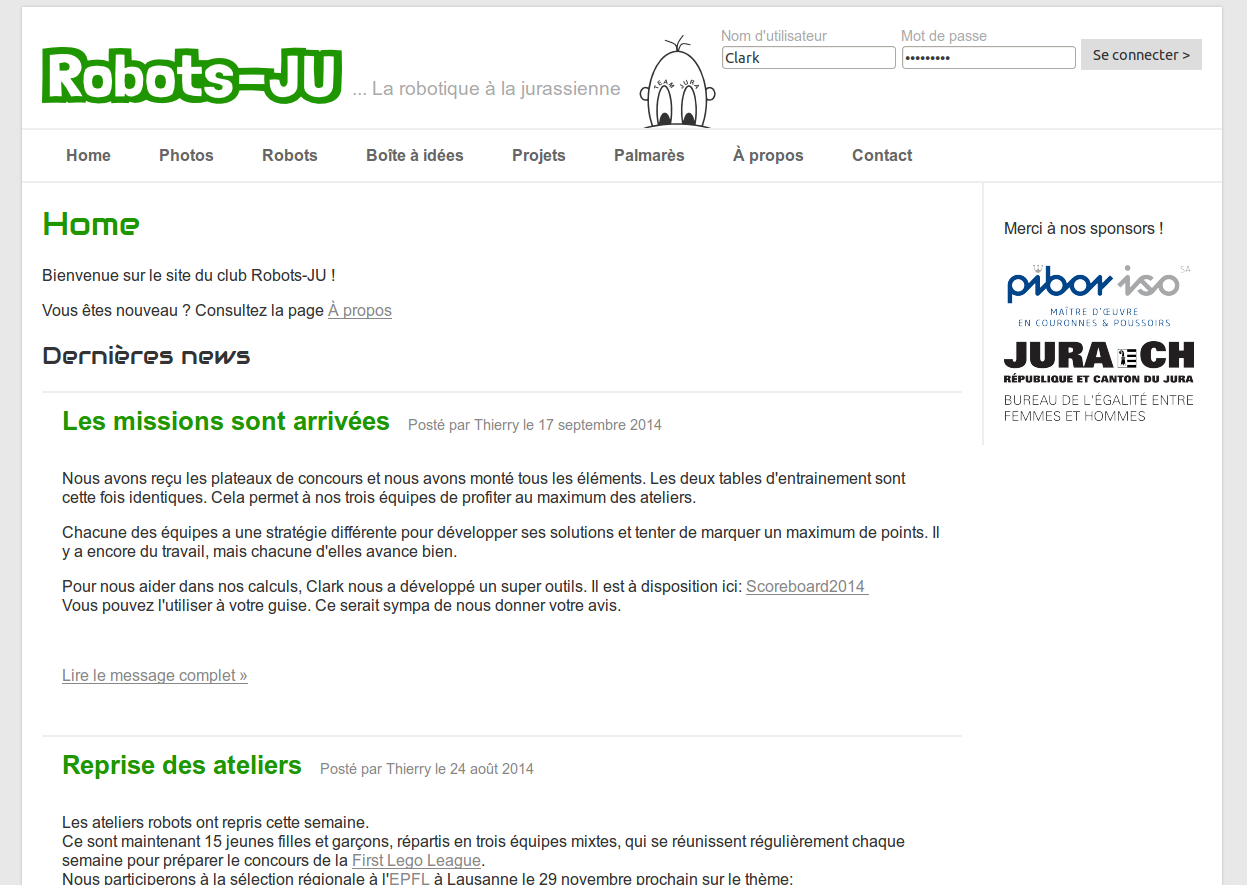 Robots-JU
... La robotique à la jurassienne
TEAM JURA
Nom d'utilisateur
Mot de passe
Clark
•••••••••
Se connecter >
Home
Photos
Robots
Boîte à idées
Projets
Palmarès
À propos
Contact
Home
Bienvenue sur le site du club Robots-JU !
Vous êtes nouveau ? Consultez la page À propos
Dernières news
Les missions sont arrivées Posté par Thierry le 17 septembre 2014
Nous avons reçu les plateaux de concours et nous avons monté tous les éléments. Les deux tables d'entrainement sont
cette fois identiques. Cela permet à nos trois équipes de profiter au maximum des ateliers.
Chacune des équipes a une stratégie différente pour développer ses solutions et tenter de marquer un maximum de points. Il
y a encore du travail, mais chacune d'elles avance bien.
Pour nous aider dans nos calculs, Clark nous a développé un super outils. Il est à disposition ici: Scoreboard2014
Vous pouvez l'utiliser à votre guise. Ce serait sympa de nous donner votre avis.
Lire le message complet »
Reprise des ateliers Posté par Thierry le 24 août 2014
Les ateliers robots ont repris cette semaine.
Ce sont maintenant 15 jeunes filles et garçons, répartis en trois équipes mixtes, qui se réunissent régulièrement chaque
semaine pour préparer le concours de la First Lego League.
Nous participerons à la sélection régionale à l'EPFL à Lausanne le 29 novembre prochain sur le thème:
Merci à nos sponsors !
pibor iso SA
MAÎTRE D'ŒUVRE
EN COURONNES & POUSSOIRS
JURA CH
RÉPUBLIQUE ET CANTON DU JURA
BUREAU DE L'ÉGALITÉ ENTRE
FEMMES ET HOMMES